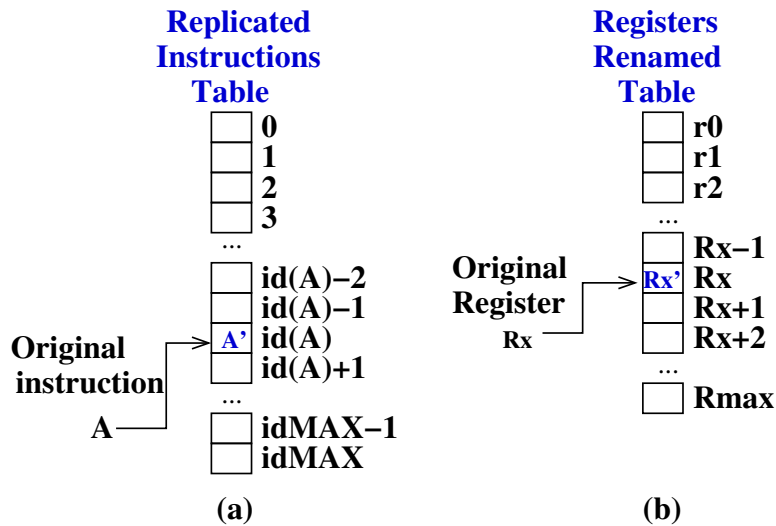 Replicated
Instructions
Table
0
1
2
3
...
id(A)−2
id(A)−1
A’ id(A)
id(A)+1
...
idMAX−1
idMAX
Original
instruction
A
(a)
Registers
Renamed
Table
r0
r1
r2
...
Rx−1
Rx’ Rx
Rx+1
Rx+2
...
Rmax
Original
Register
Rx
(b)